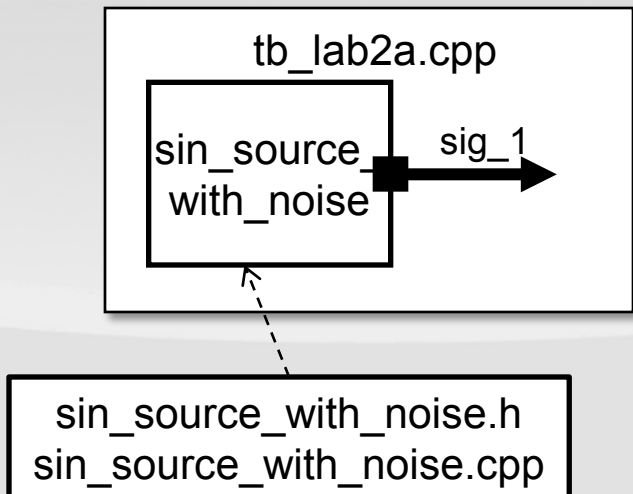 tb_lab2a.cpp
sin_source_
with_noise
sig_1
sin_source_with_noise.h
sin_source_with_noise.cpp